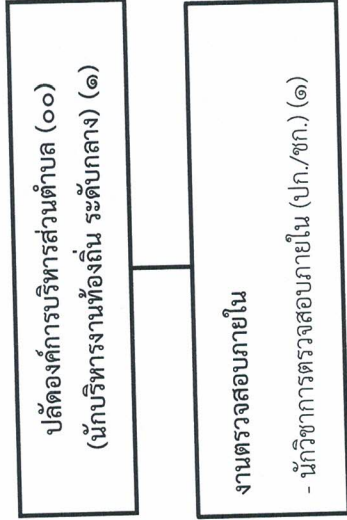 ปลัดองค์การบริหารส่วนตำบล (๐๐)
(นักบริหารงานท้องถิ่น ระดับกลาง) (๑)
งานตรวจสอบภายใน
- นักวิชาการตรวจสอบภายใน (ปก./ชก.) (๑)